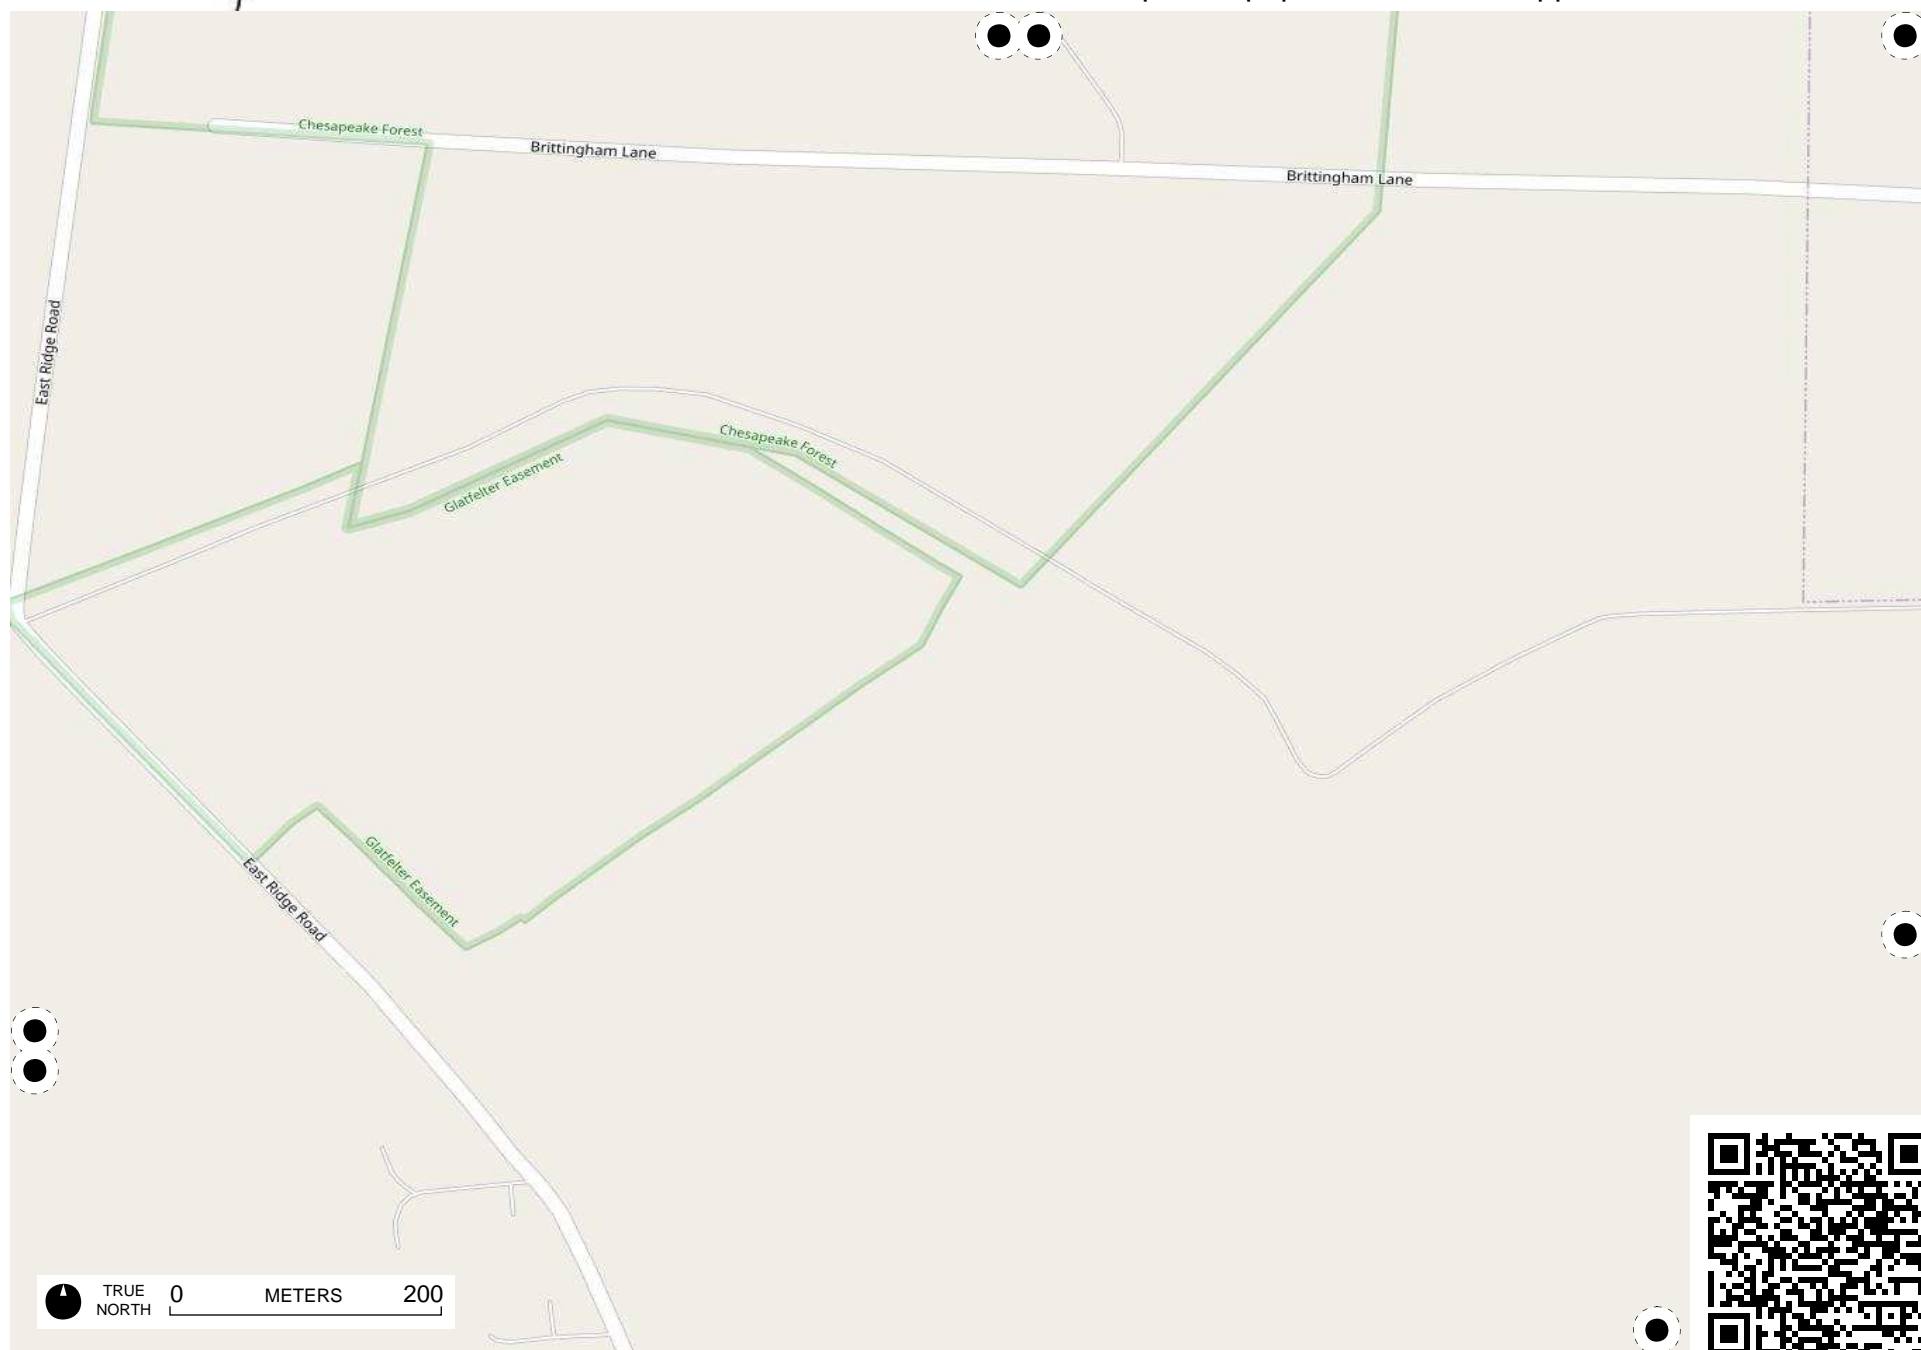 Chesapeake Forest
Brittingham Lane
Brittingham Lane
East Ridge Road
Chesapeake Forest
Glatfelter Easement
Glatfelter Easement
East Ridge Road
TRUE NORTH
0 METERS 200